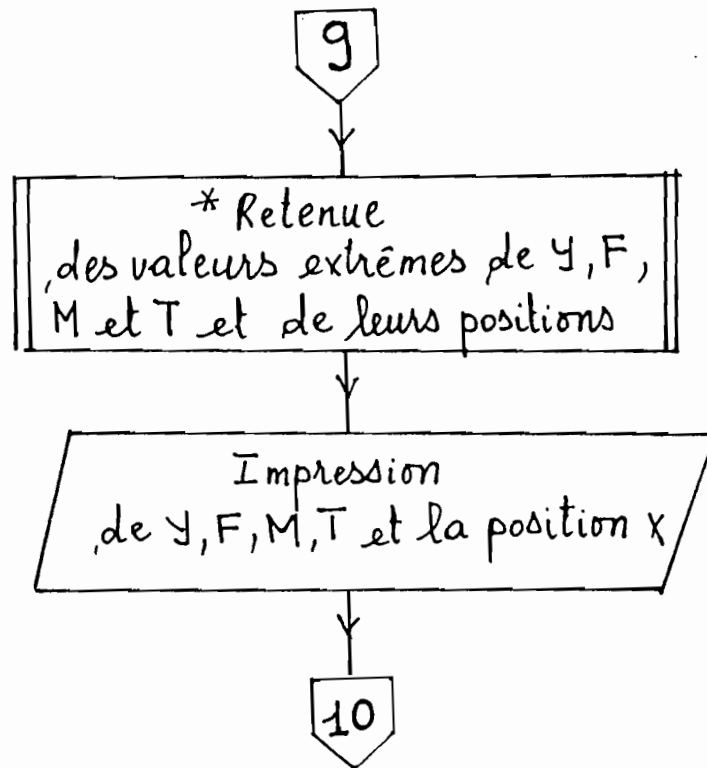 9
* Retenue
des valeurs extrêmes de Y, F,
M et T et de leurs positions
Impression
de Y, F, M, T et la position X
10